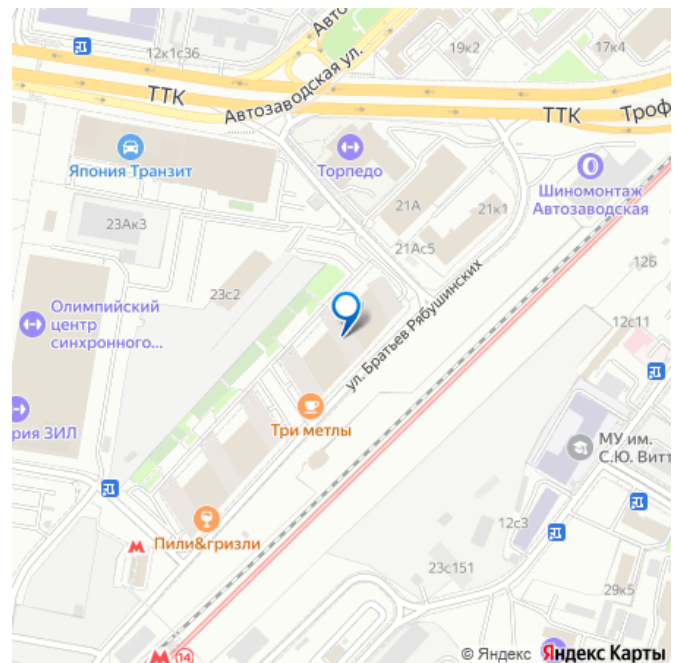 Авто
12к1с36
19к2
17к4
Автозаводская ул.
ТТК
ТТК
Троф
Япония Транзит
Торпедо
Шиномонтаж
Автозаводская
21А
21к1
23Ак3
21Ас5
12Б
23с2
Олимпийский
центр
синхронного...
ул. Братьев Рябушинских
12с11
рия ЗИЛ
Три метлы
МУ им.
С.Ю. Витт
Пили&гризли
12с3
23с151
29к5
14
© Яндекс Яндекс Карты